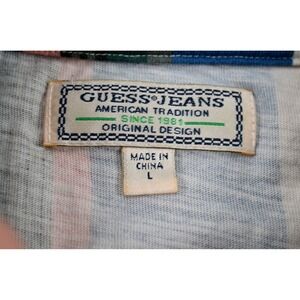 GUESS®JEANS
AMERICAN TRADITION
SINCE 1981
ORIGINAL DESIGN
MADE IN
CHINA
L